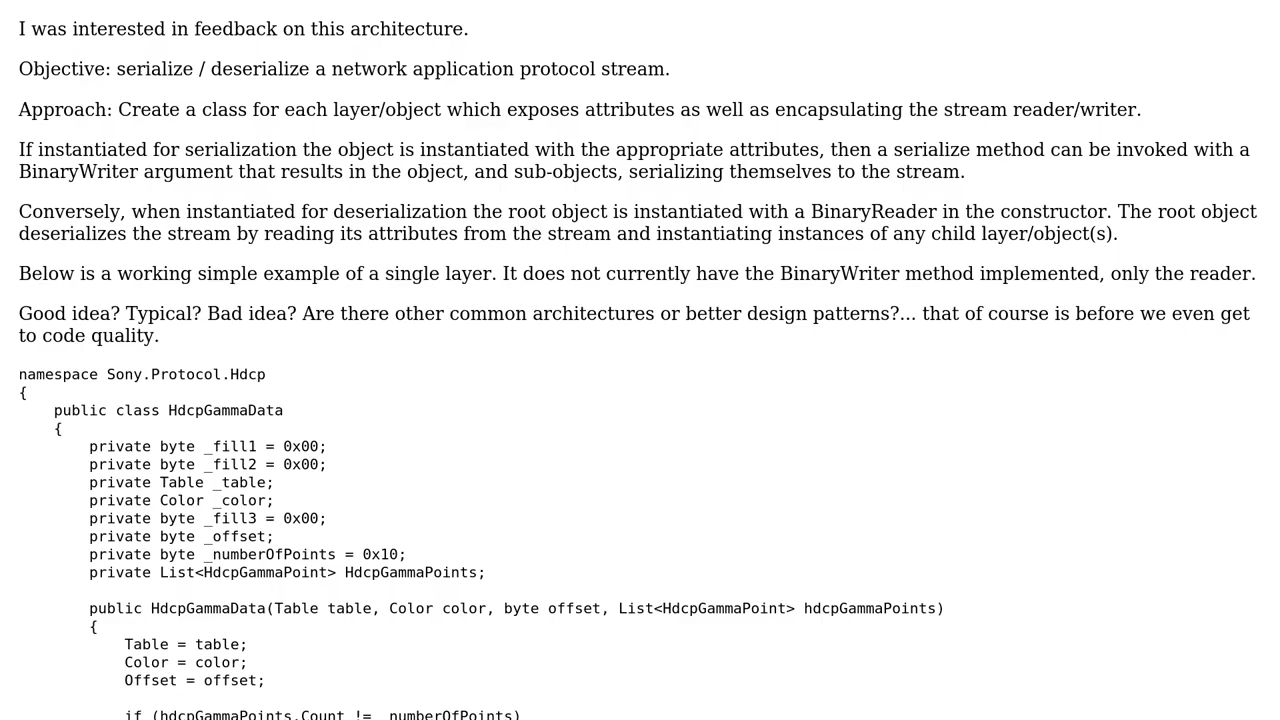 I was interested in feedback on this architecture.
Objective: serialize / deserialize a network application protocol stream.
Approach: Create a class for each layer/object which exposes attributes as well as encapsulating the stream reader/writer.
If instantiated for serialization the object is instantiated with the appropriate attributes, then a serialize method can be invoked with a
BinaryWriter argument that results in the object, and sub-objects, serializing themselves to the stream.
Conversely, when instantiated for deserialization the root object is instantiated with a BinaryReader in the constructor. The root object
deserializes the stream by reading its attributes from the stream and instantiating instances of any child layer/object(s).
Below is a working simple example of a single layer. It does not currently have the BinaryWriter method implemented, only the reader.
Good idea? Typical? Bad idea? Are there other common architectures or better design patterns?... that of course is before we even get
to code quality.
namespace Sony.Protocol.Hdcp
{
    public class HdcpGammaData
    {
        private byte _fill1 = 0x00;
        private byte _fill2 = 0x00;
        private Table _table;
        private Color _color;
        private byte _fill3 = 0x00;
        private byte _offset;
        private byte _numberOfPoints = 0x10;
        private List<HdcpGammaPoint> HdcpGammaPoints;
        public HdcpGammaData(Table table, Color color, byte offset, List<HdcpGammaPoint> hdcpGammaPoints)
        {
            Table = table;
            Color = color;
            Offset = offset;
            if (hdcpGammaPoints.Count != _numberOfPoints)